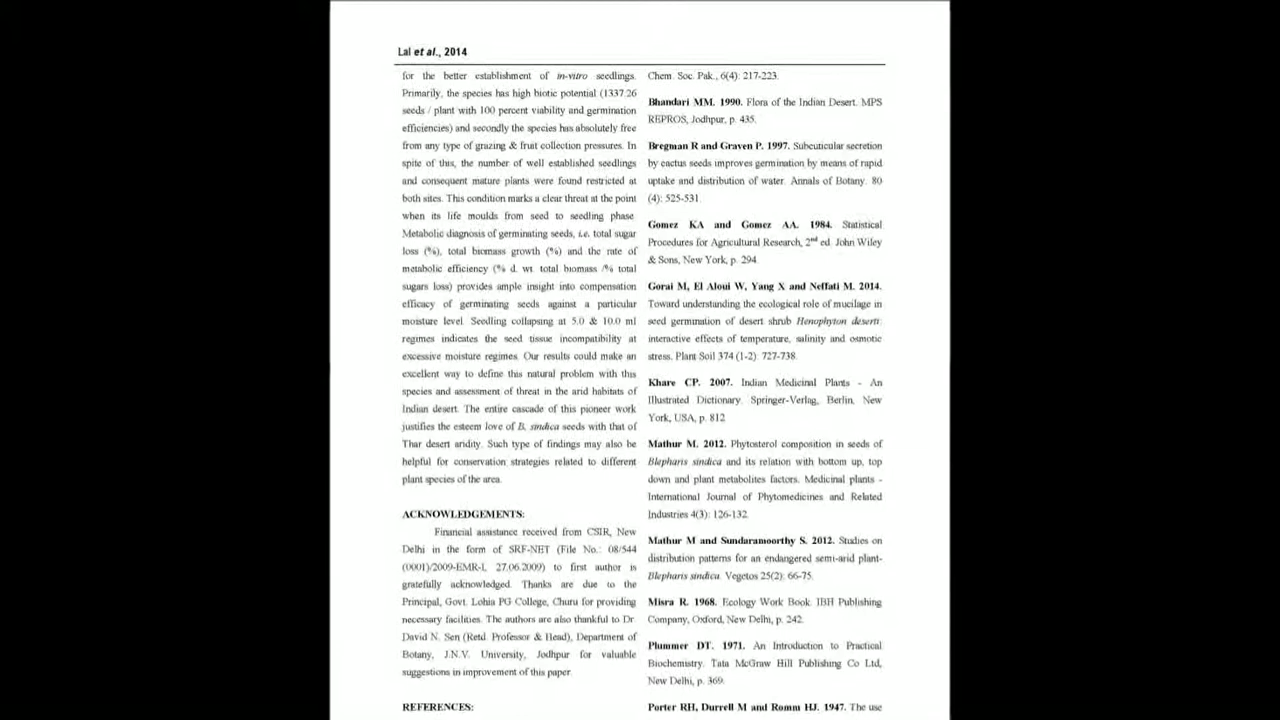 Lal et al., 2014
for the better establishment of in-vitro seedlings.
Primarily, the species has high biotic potential (1337.26
seeds / plant with 100 percent viability and germination
efficiencies) and secondly the species has absolutely free
from any type of grazing & fruit collection pressures. In
spite of this, the number of well established seedlings
and consequent mature plants were found restricted at
both sites. This condition marks a clear threat at the point
when its life moulds from seed to seedling phase.
Metabolic diagnosis of germinating seeds, i.e. total sugar
loss (%), total biomass growth (%) and the rate of
metabolic efficiency (% d. wt. total biomass /% total
sugars loss) provides ample insight into compensation
efficacy of germinating seeds against a particular
moisture level. Seedling collapsing at 5.0 & 10.0 ml
regimes indicates the seed tissue incompatibility at
excessive moisture regimes. Our results could make an
excellent way to define this natural problem with this
species and assessment of threat in the arid habitats of
Indian desert. The entire cascade of this pioneer work
justifies the esteem love of B. sindica seeds with that of
Thar desert aridity. Such type of findings may also be
helpful for conservation strategies related to different
plant species of the area.
ACKNOWLEDGEMENTS:
Financial assistance received from CSIR, New
Delhi in the form of SRF-NET (File No.: 08/544
(0001)/2009-EMR-I, 27.06.2009) to first author is
gratefully acknowledged. Thanks are due to the
Principal, Govt. Lohia PG College, Churu for providing
necessary facilities. The authors are also thankful to Dr.
David N. Sen (Retd. Professor & Head), Department of
Botany, J.N.V. University, Jodhpur for valuable
suggestions in improvement of this paper.
REFERENCES:
Chem. Soc. Pak., 6(4): 217-223.
Bhandari MM. 1990. Flora of the Indian Desert. MPS
REPROS, Jodhpur, p. 435.
Bregman R and Graven P. 1997. Subcuticular secretion
by cactus seeds improves germination by means of rapid
uptake and distribution of water. Annals of Botany. 80
(4): 525-531.
Gomez KA and Gomez AA. 1984. Statistical
Procedures for Agricultural Research, 2nd ed. John Wiley
& Sons, New York, p. 294.
Gorai M, El Aloui W, Yang X and Neffati M. 2014.
Toward understanding the ecological role of mucilage in
seed germination of desert shrub Henophyton deserti:
interactive effects of temperature, salinity and osmotic
stress. Plant Soil 374 (1-2): 727-738.
Khare CP. 2007. Indian Medicinal Plants - An
Illustrated Dictionary. Springer-Verlag, Berlin, New
York, USA, p. 812
Mathur M. 2012. Phytosterol composition in seeds of
Blepharis sindica and its relation with bottom up, top
down and plant metabolites factors. Medicinal plants -
International Journal of Phytomedicines and Related
Industries 4(3): 126-132.
Mathur M and Sundaramoorthy S. 2012. Studies on
distribution patterns for an endangered semi-arid plant-
Blepharis sindica. Vegetos 25(2): 66-75.
Misra R. 1968. Ecology Work Book. IBH Publishing
Company, Oxford, New Delhi, p. 242.
Plummer DT. 1971. An Introduction to Practical
Biochemistry. Tata McGraw Hill Publishing Co Ltd,
New Delhi, p. 369.
Porter RH, Durrell M and Romm HJ. 1947. The use